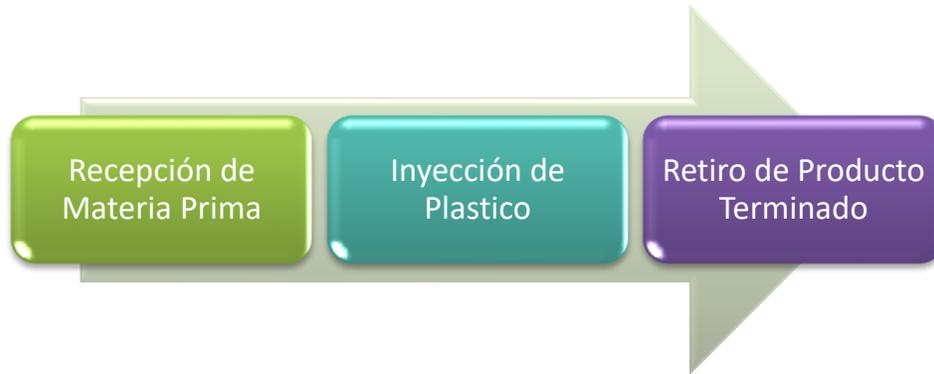 Recepción de
Materia Prima
Inyección de
Plastico
Retiro de Producto
Terminado